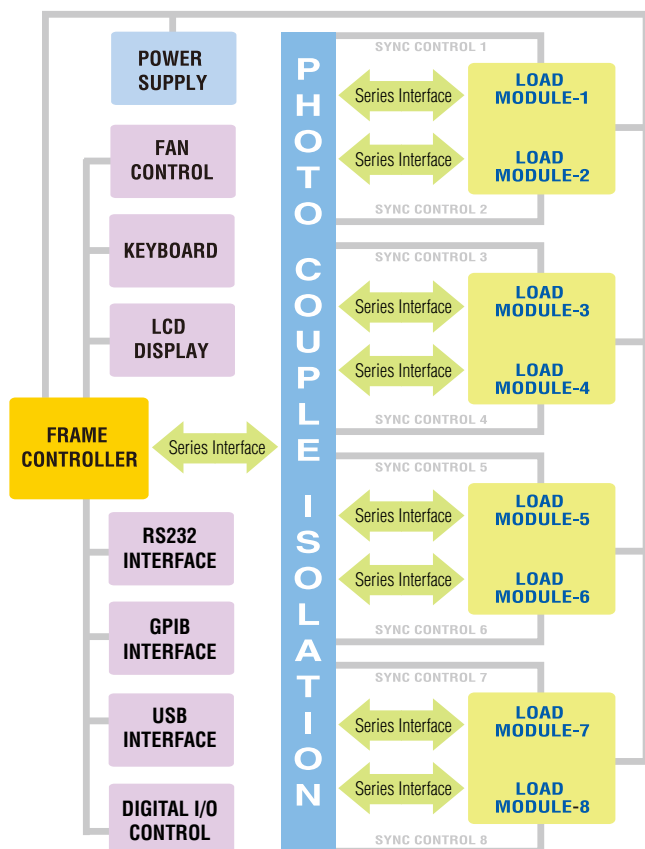 POWER
SUPPLY
FAN
CONTROL
KEYBOARD
LCD
DISPLAY
FRAME
CONTROLLER
Series Interface
RS232
INTERFACE
GPIB
INTERFACE
USB
INTERFACE
DIGITAL I/O
CONTROL
PHOTO COUPLE ISOLATION
SYNC CONTROL 1
Series Interface
LOAD
MODULE-1
Series Interface
LOAD
MODULE-2
SYNC CONTROL 2
SYNC CONTROL 3
Series Interface
LOAD
MODULE-3
Series Interface
LOAD
MODULE-4
SYNC CONTROL 4
SYNC CONTROL 5
Series Interface
LOAD
MODULE-5
Series Interface
LOAD
MODULE-6
SYNC CONTROL 6
SYNC CONTROL 7
Series Interface
LOAD
MODULE-7
Series Interface
LOAD
MODULE-8
SYNC CONTROL 8